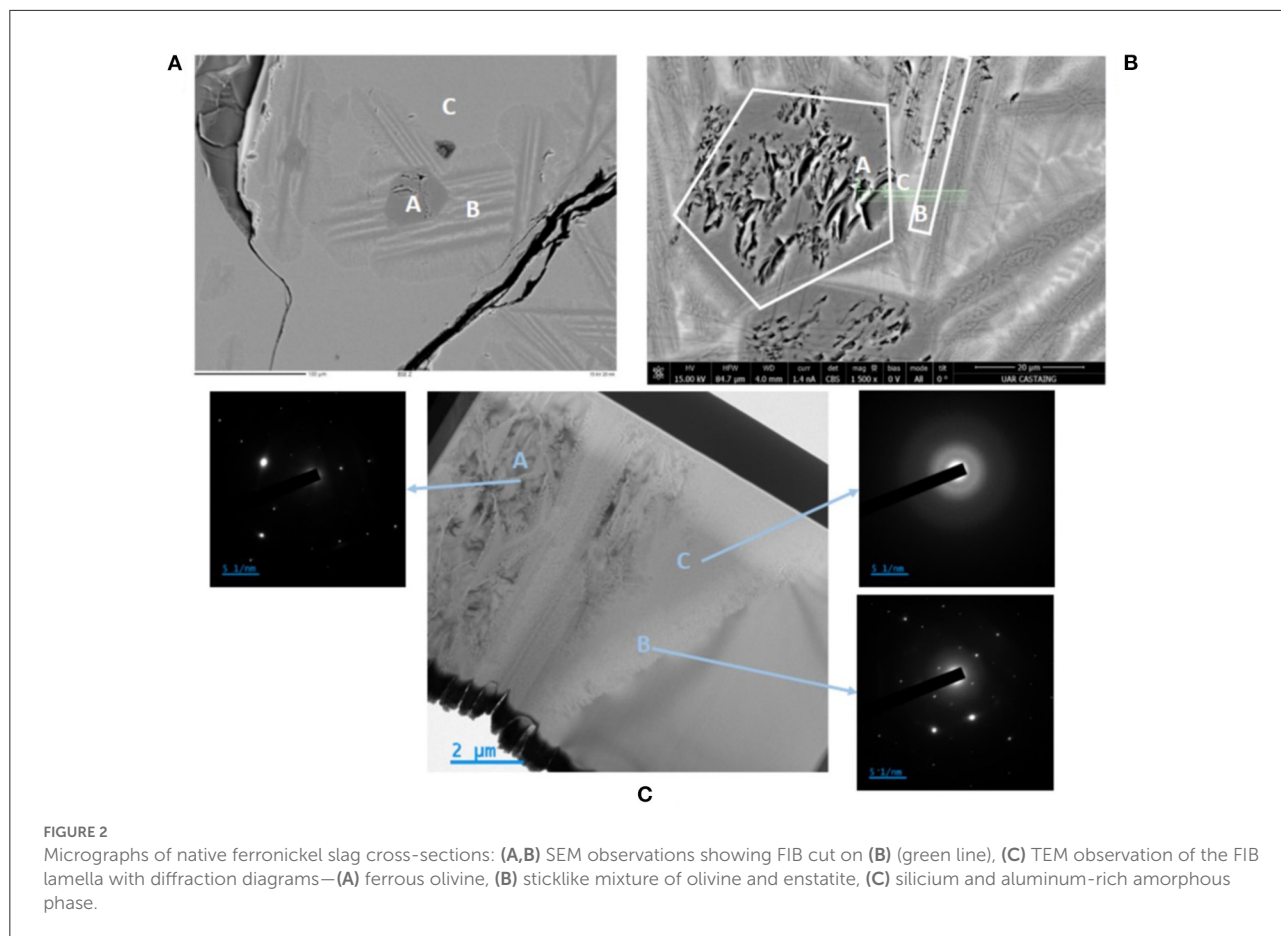 A
C
A
B
100 µm
B
A
C
B
HV HFW WD curr det mag bias mode tilt
15.00 kV 84.7 µm 4.0 mm 1.4 nA CBS 1 500 x 0 V All 0 °
20 µm
UAR CASTAING
5 1/nm
A
C
B
2 µm
5 1/nm
5 1/nm
C
FIGURE 2
Micrographs of native ferronickel slag cross-sections: (A,B) SEM observations showing FIB cut on (B) (green line), (C) TEM observation of the FIB
lamella with diffraction diagrams—(A) ferrous olivine, (B) sticklike mixture of olivine and enstatite, (C) silicium and aluminum-rich amorphous
phase.